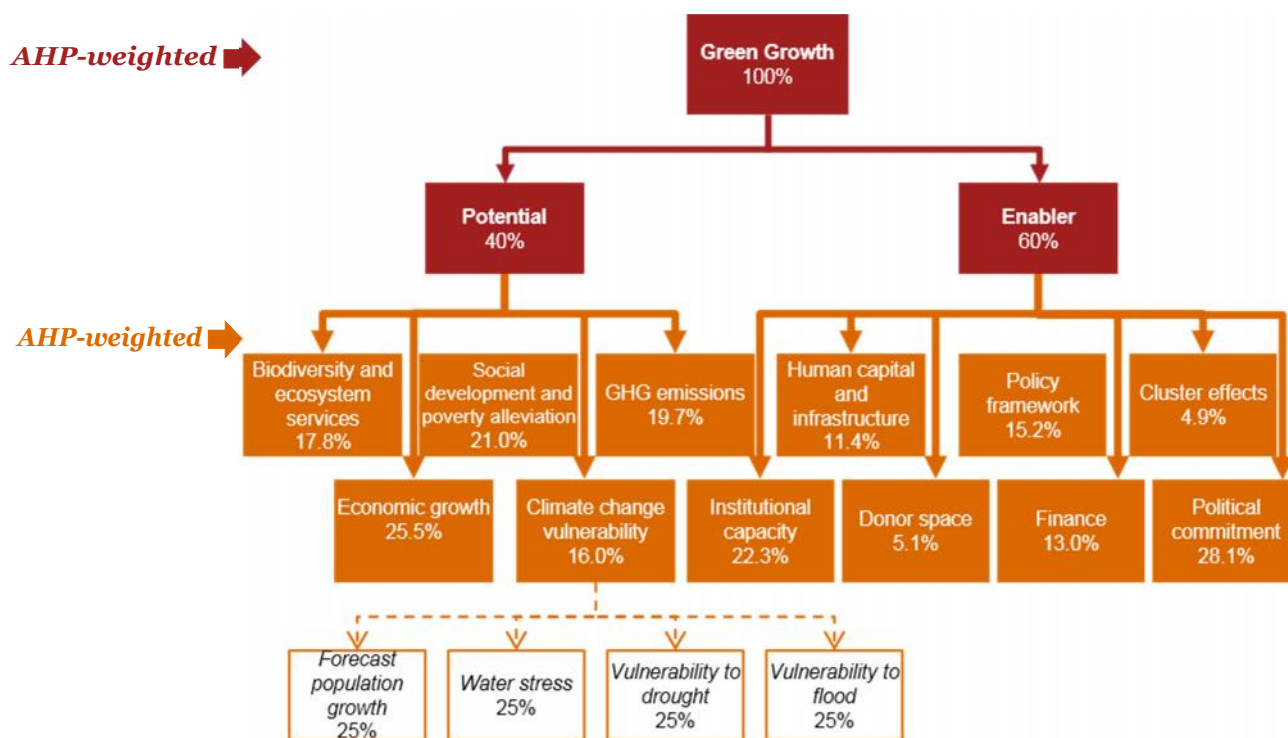 AHP-weighted
Green Growth
100%
Potential
40%
Enabler
60%
AHP-weighted
Biodiversity and
ecosystem
services
17.8%
Social
development and
poverty alleviation
21.0%
GHG emissions
19.7%
Human capital
and
infrastructure
11.4%
Policy
framework
15.2%
Cluster effects
4.9%
Economic growth
25.5%
Climate change
vulnerability
16.0%
Institutional
capacity
22.3%
Donor space
5.1%
Finance
13.0%
Political
commitment
28.1%
Forecast
population
growth
25%
Water stress
25%
Vulnerability to
drought
25%
Vulnerability to
flood
25%